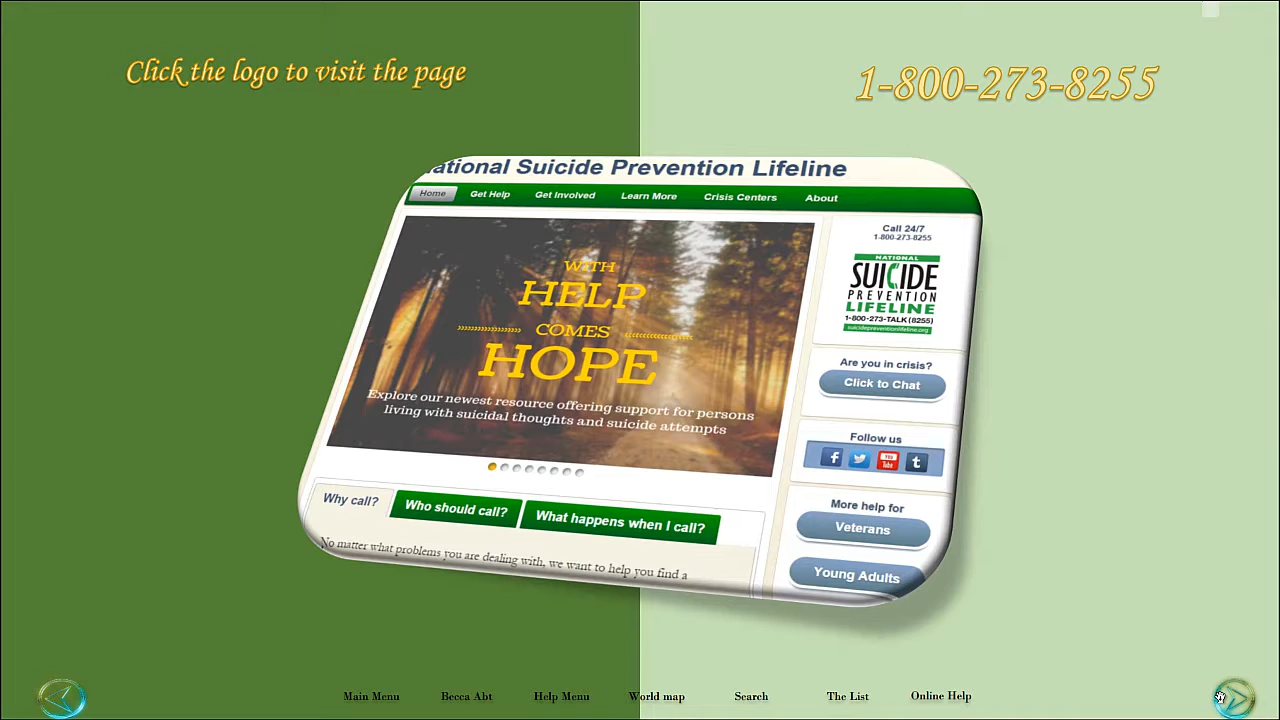 Click the logo to visit the page
1-800-273-8255
National Suicide Prevention Lifeline
Home Get Help Get Involved Learn More Crisis Centers About
WITH
HELP
COMES
HOPE
Explore our newest resource offering support for persons
living with suicidal thoughts and suicide attempts
Call 24/7
1-800-273-8255
NATIONAL
SUICIDE
PREVENTION
LIFELINE
1-800-273-TALK (8255)
suicidepreventionlifeline.org
Are you in crisis?
Click to Chat
Follow us
You
Tube
More help for
Veterans
Young Adults
Why call? Who should call? What happens when I call?
No matter what problems you are dealing with, we want to help you find a
Main Menu Becca Abt Help Menu World map Search The List Online Help